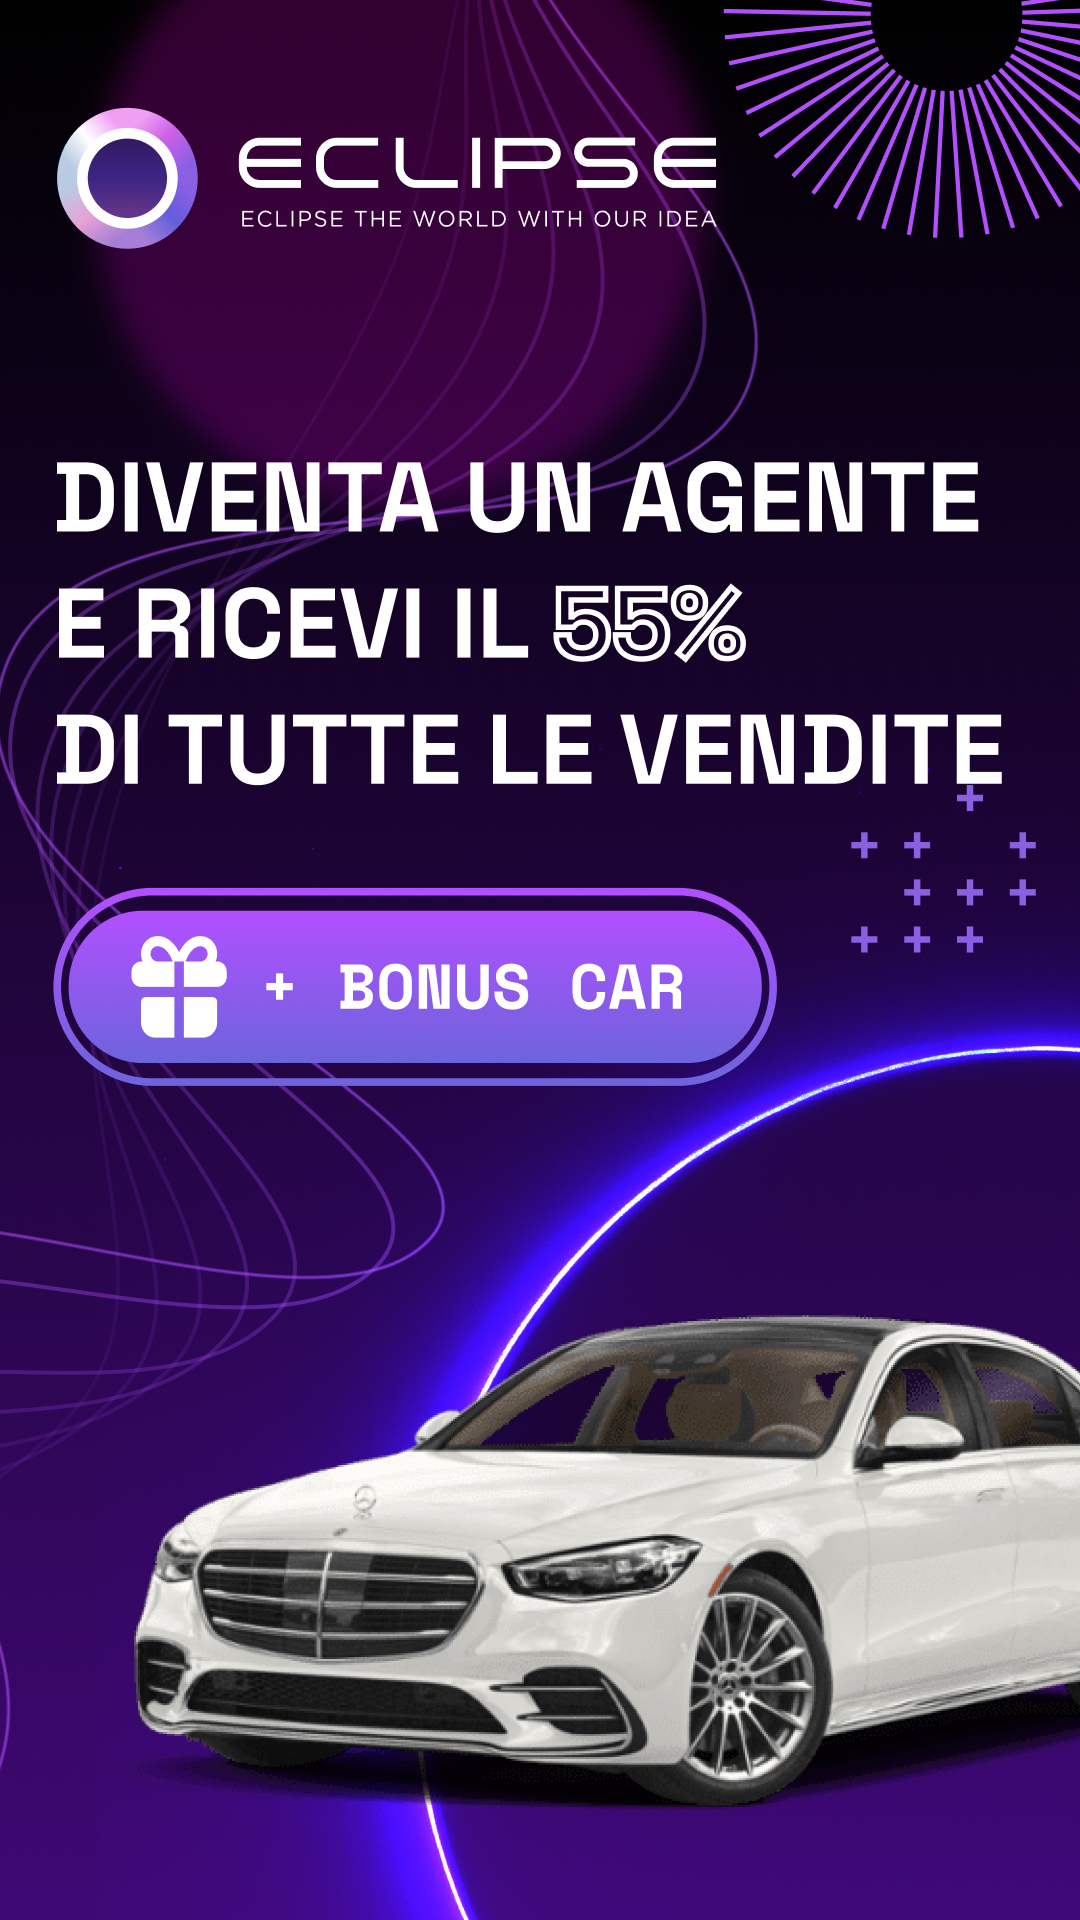 ECLIPSE
ECLIPSE THE WORLD WITH OUR IDEA
DIVENTA UN AGENTE
E RICEVI IL 55%
DI TUTTE LE VENDITE
+ BONUS CAR